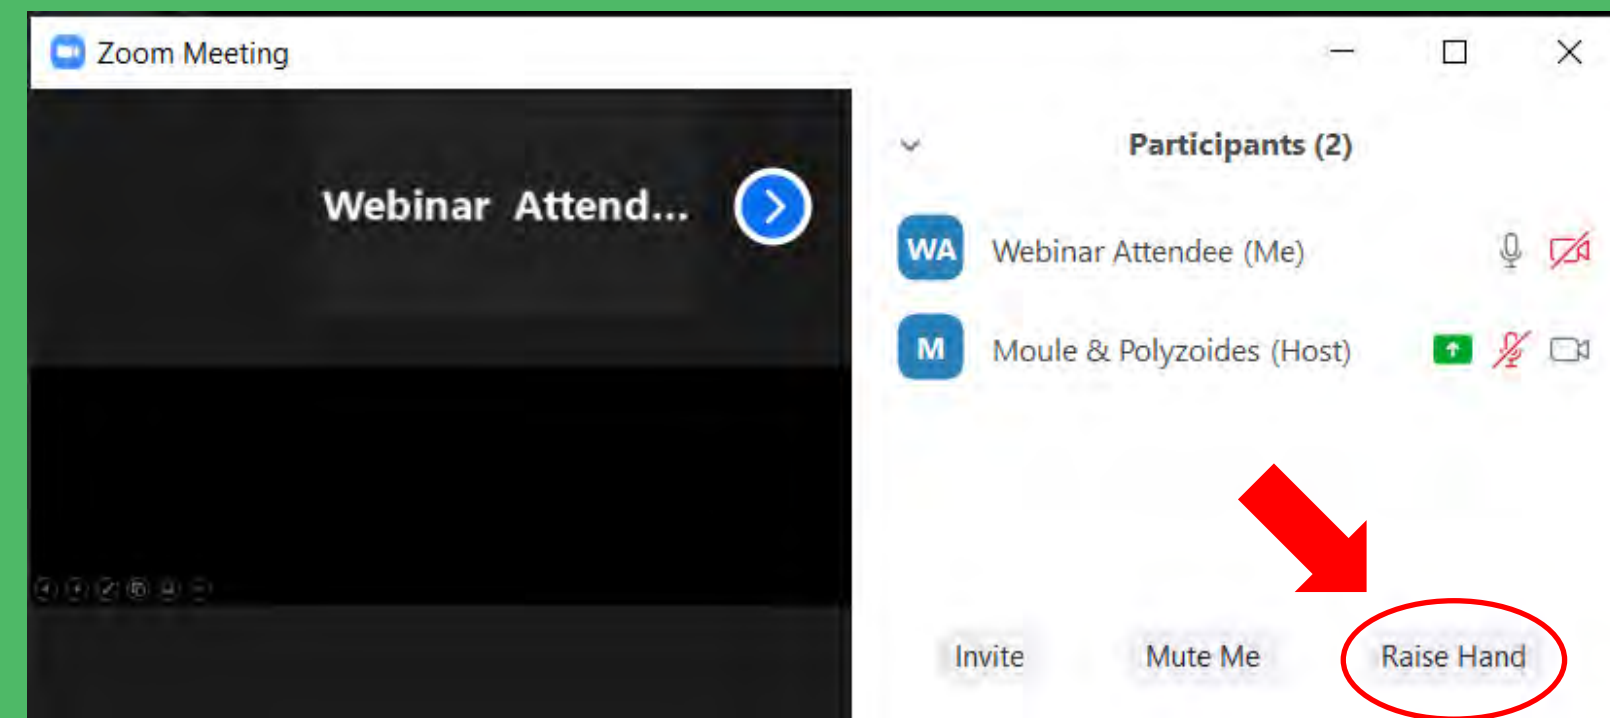 Zoom Meeting
Webinar Attend...
Participants (2)
WA Webinar Attendee (Me)
M Moule & Polyzoides (Host)
Invite Mute Me Raise Hand